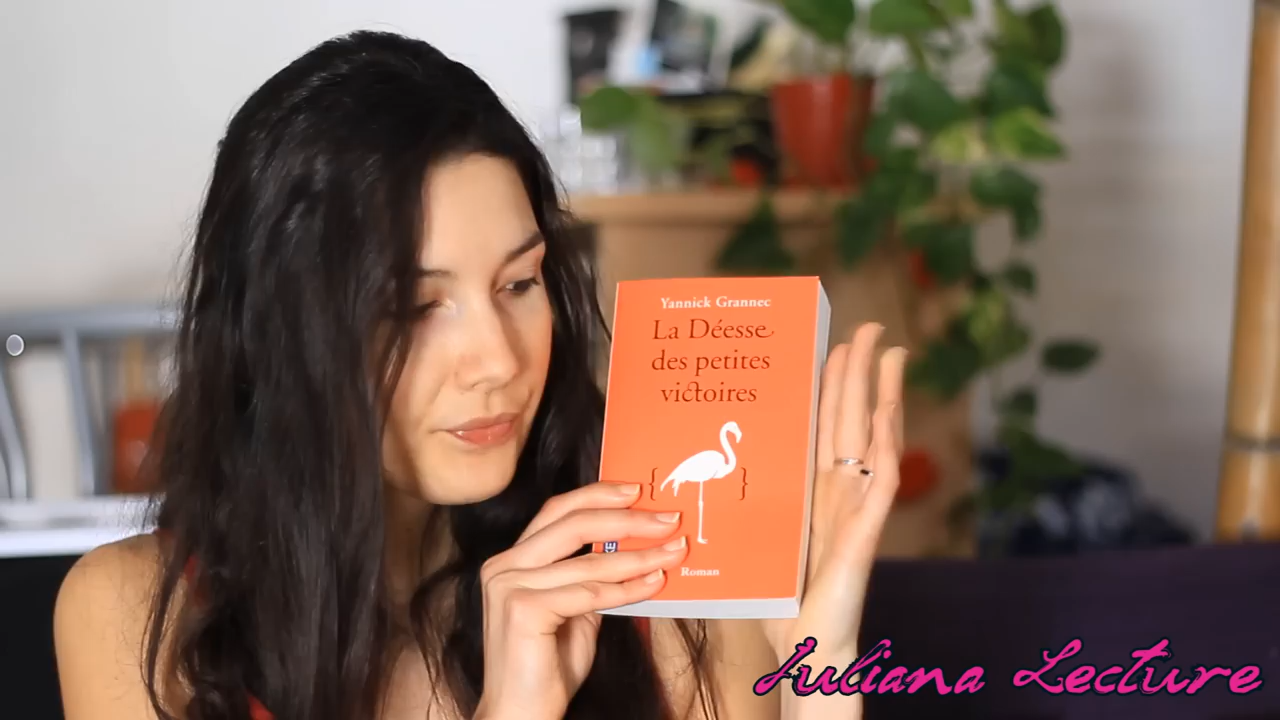 Yannick Grannec
La Déesse
des petites
victoires
{ }
Roman
Juliana Lecture